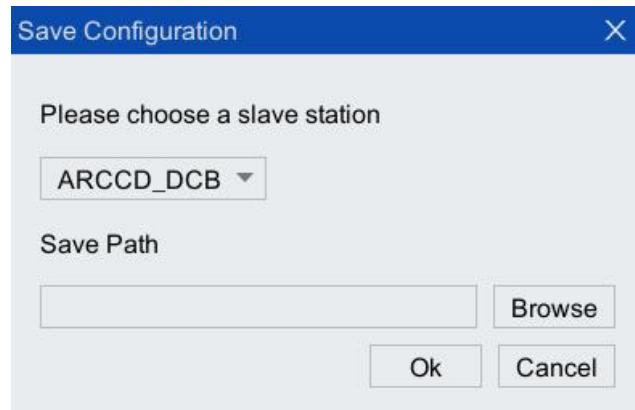 Save Configuration
Please choose a slave station
ARCCD_DCB
Save Path
Browse
Ok Cancel